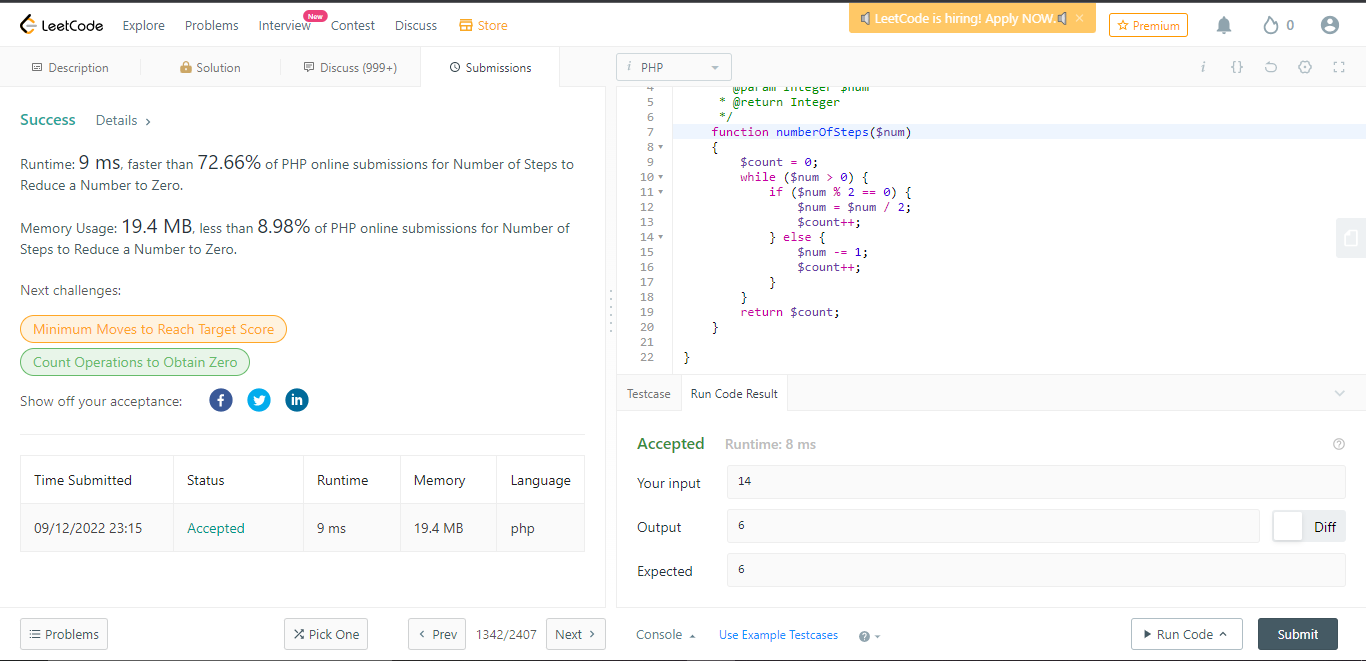 LeetCode
Explore
Problems
Interview
New
Contest
Discuss
Store
LeetCode is hiring! Apply NOW.
Premium
0
Description
Solution
Discuss (999+)
Submissions
Success
Details
Runtime: 9 ms, faster than 72.66% of PHP online submissions for Number of Steps to
Reduce a Number to Zero.
Memory Usage: 19.4 MB, less than 8.98% of PHP online submissions for Number of
Steps to Reduce a Number to Zero.
Next challenges:
Minimum Moves to Reach Target Score
Count Operations to Obtain Zero
Show off your acceptance:
Time Submitted Status Runtime Memory Language
09/12/2022 23:15 Accepted 9 ms 19.4 MB php
Problems
Pick One
Prev
1342/2407
Next
i PHP
4 @param Integer $num
5 * @return Integer
6 */
7 function numberOfSteps($num)
8 {
9 $count = 0;
10 while ($num > 0) {
11 if ($num % 2 == 0) {
12 $num = $num / 2;
13 $count++;
14 } else {
15 $num -= 1;
16 $count++;
17 }
18 }
19 return $count;
20 }
21
22 }
Testcase
Run Code Result
Accepted
Runtime: 8 ms
Your input 14
Output 6
Diff
Expected 6
Console
Use Example Testcases
Run Code
Submit